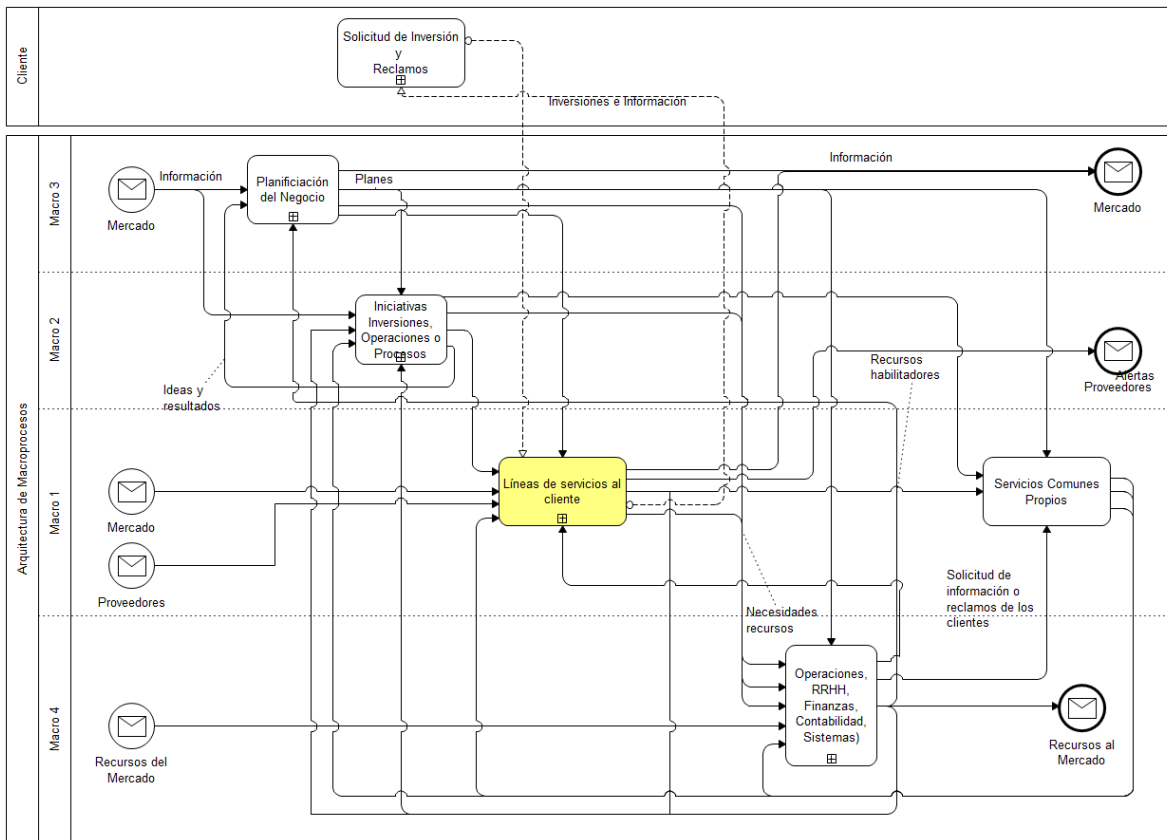 Cliente
Solicitud de Inversión
y
Reclamos
Inversiones e Información
Arquitectura de Macroprocesos
Macro 3
Mercado
Información
Planificiación
del Negocio
Planes
Información
Mercado
Macro 2
Iniciativas
Inversiones,
Operaciones o
Procesos
Ideas y
resultados
Recursos
habilitadores
Alertas
Proveedores
Macro 1
Mercado
Proveedores
Líneas de servicios al
cliente
Servicios Comunes
Propios
Necesidades
recursos
Solicitud de
información o
reclamos de los
clientes
Macro 4
Recursos del
Mercado
Operaciones,
RRHH,
Finanzas,
Contabilidad,
Sistemas)
Recursos al
Mercado